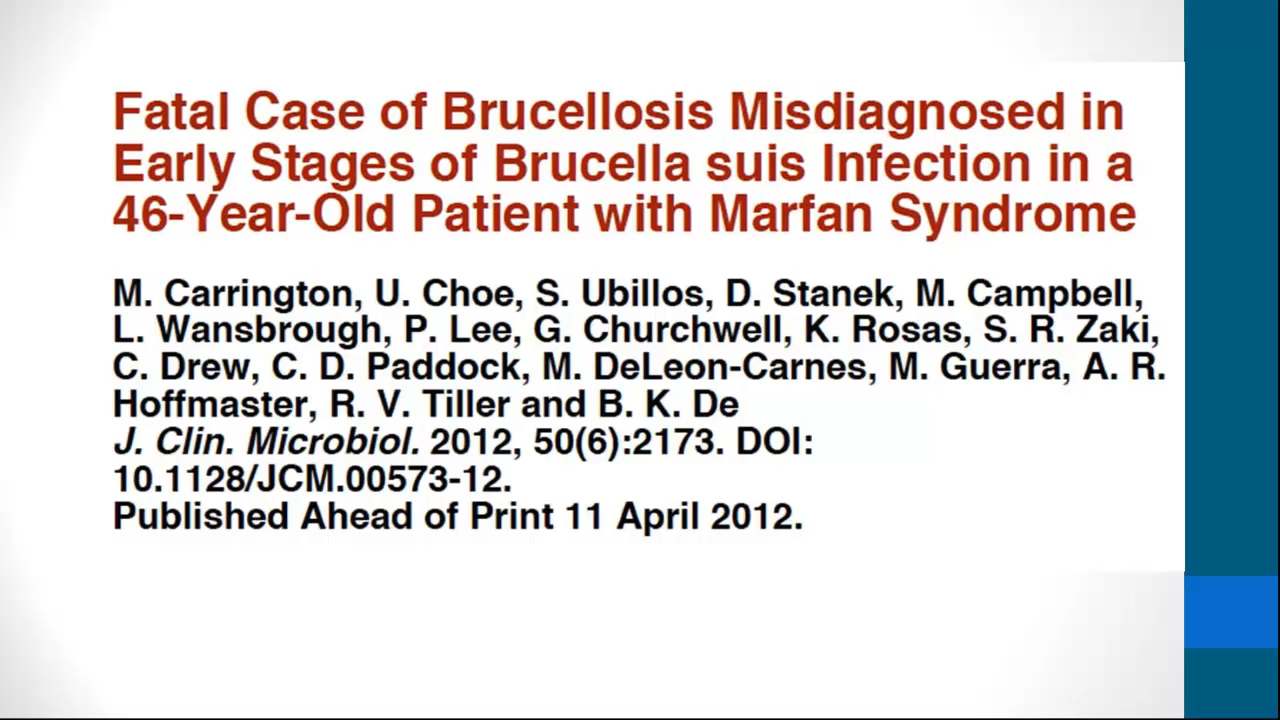 Fatal Case of Brucellosis Misdiagnosed in
Early Stages of Brucella suis Infection in a
46-Year-Old Patient with Marfan Syndrome
M. Carrington, U. Choe, S. Ubillos, D. Stanek, M. Campbell,
L. Wansbrough, P. Lee, G. Churchwell, K. Rosas, S. R. Zaki,
C. Drew, C. D. Paddock, M. DeLeon-Carnes, M. Guerra, A. R.
Hoffmaster, R. V. Tiller and B. K. De
J. Clin. Microbiol. 2012, 50(6):2173. DOI:
10.1128/JCM.00573-12.
Published Ahead of Print 11 April 2012.